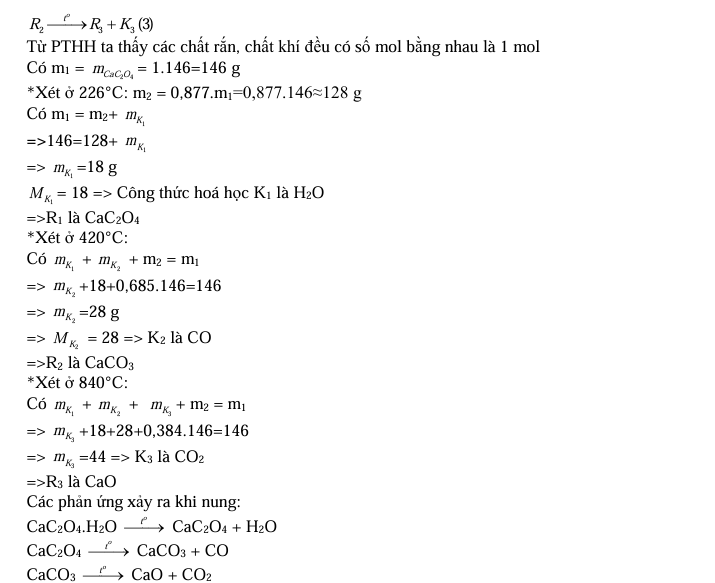 R₂ —t°→ R₃ + K₃ (3)
Từ PTHH ta thấy các chất rắn, chất khí đều có số mol bằng nhau là 1 mol
Có m₁ = m_CaC₂O₄ = 1.146=146 g
*Xét ở 226°C: m₂ = 0,877.m₁=0,877.146≈128 g
Có m₁ = m₂+ m_K₁
=>146=128+ m_K₁
=> m_K₁ =18 g
M_K₁ = 18 => Công thức hoá học K₁ là H₂O
=>R₁ là CaC₂O₄
*Xét ở 420°C:
Có m_K₁ + m_K₂ + m₂ = m₁
=> m_K₂ +18+0,685.146=146
=> m_K₂ =28 g
=> M_K₂ = 28 => K₂ là CO
=>R₂ là CaCO₃
*Xét ở 840°C:
Có m_K₁ + m_K₂ + m_K₃ + m₂ = m₁
=> m_K₃ +18+28+0,384.146=146
=> m_K₃ =44 => K₃ là CO₂
=>R₃ là CaO
Các phản ứng xảy ra khi nung:
CaC₂O₄.H₂O —t°→ CaC₂O₄ + H₂O
CaC₂O₄ —t°→ CaCO₃ + CO
CaCO₃ —t°→ CaO + CO₂